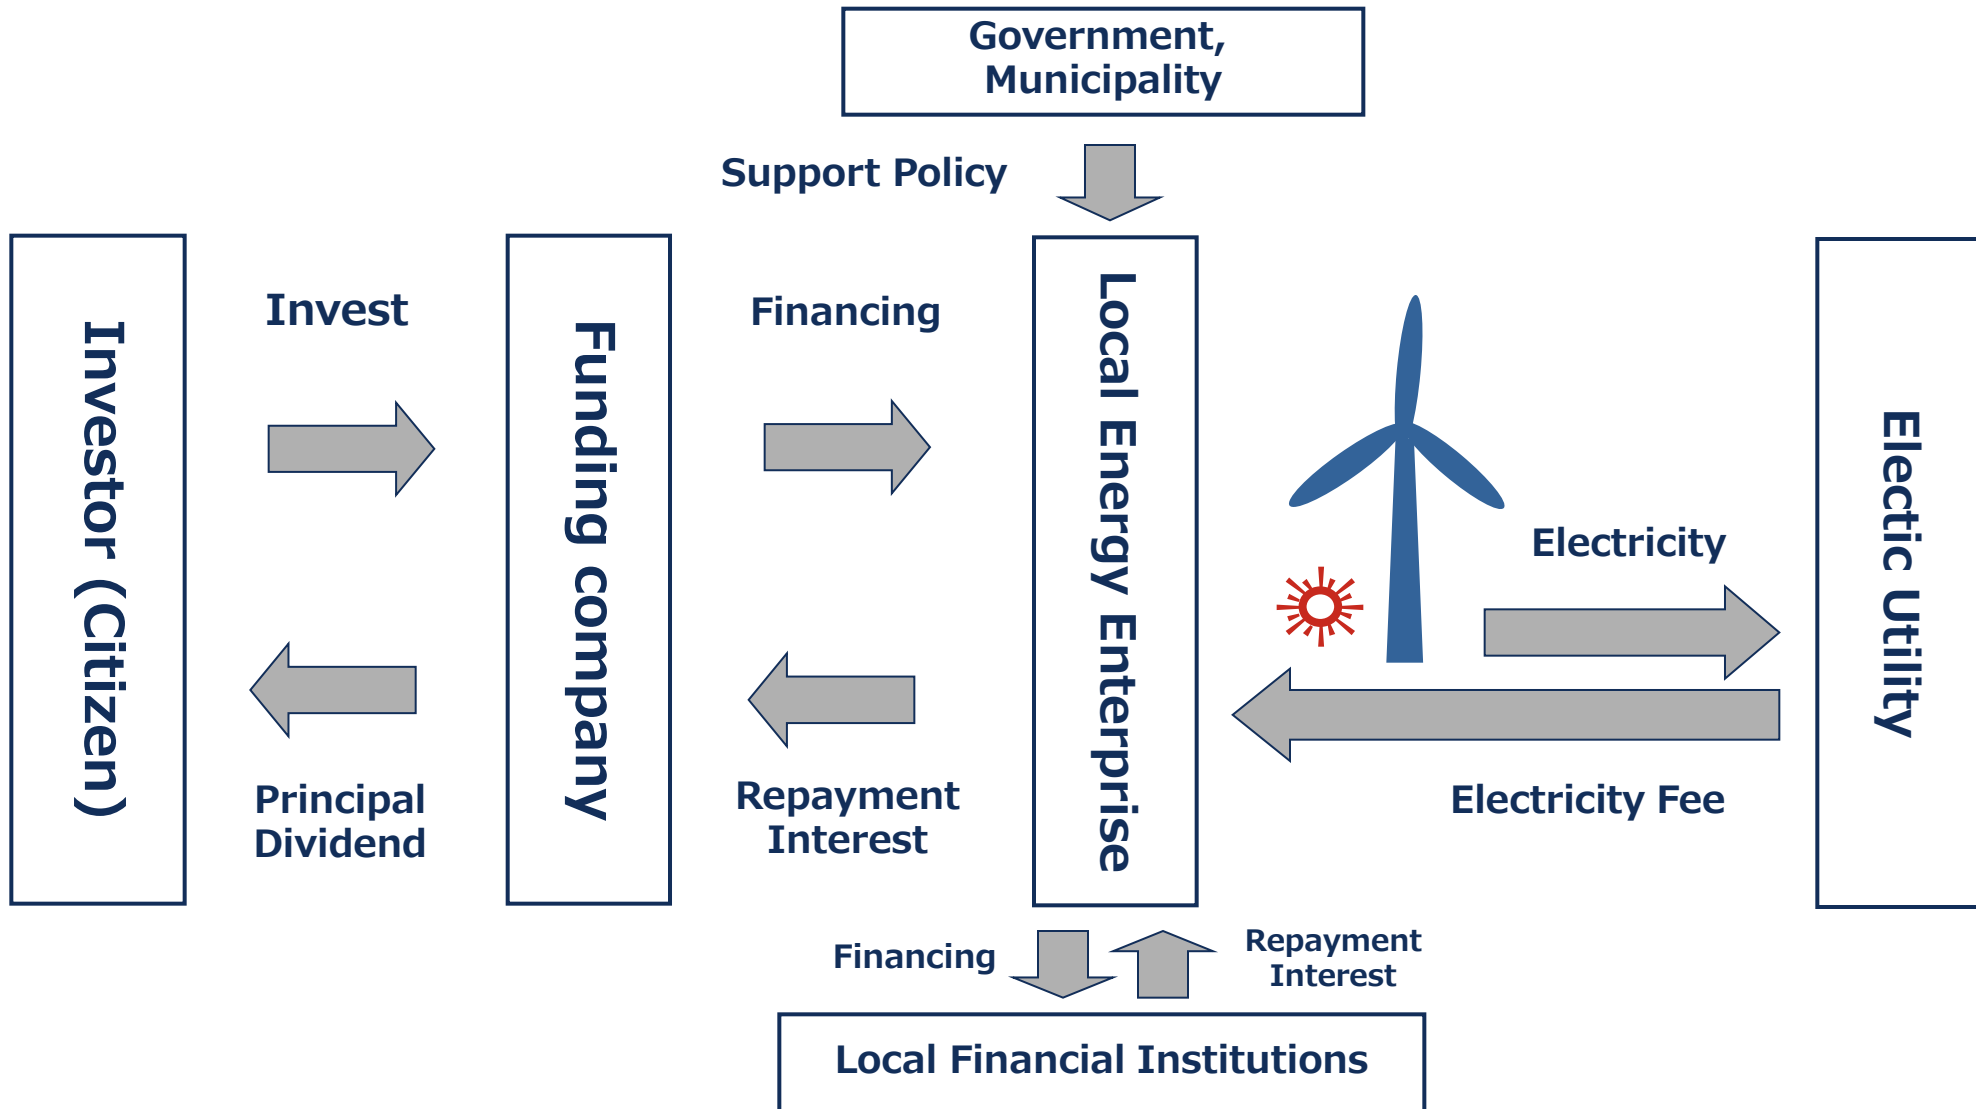 Government,
Municipality
Support Policy
Investor (Citizen)
Invest
Principal
Dividend
Funding company
Financing
Repayment
Interest
Local Energy Enterprise
Electricity
Electricity Fee
Electic Utility
Financing
Repayment
Interest
Local Financial Institutions